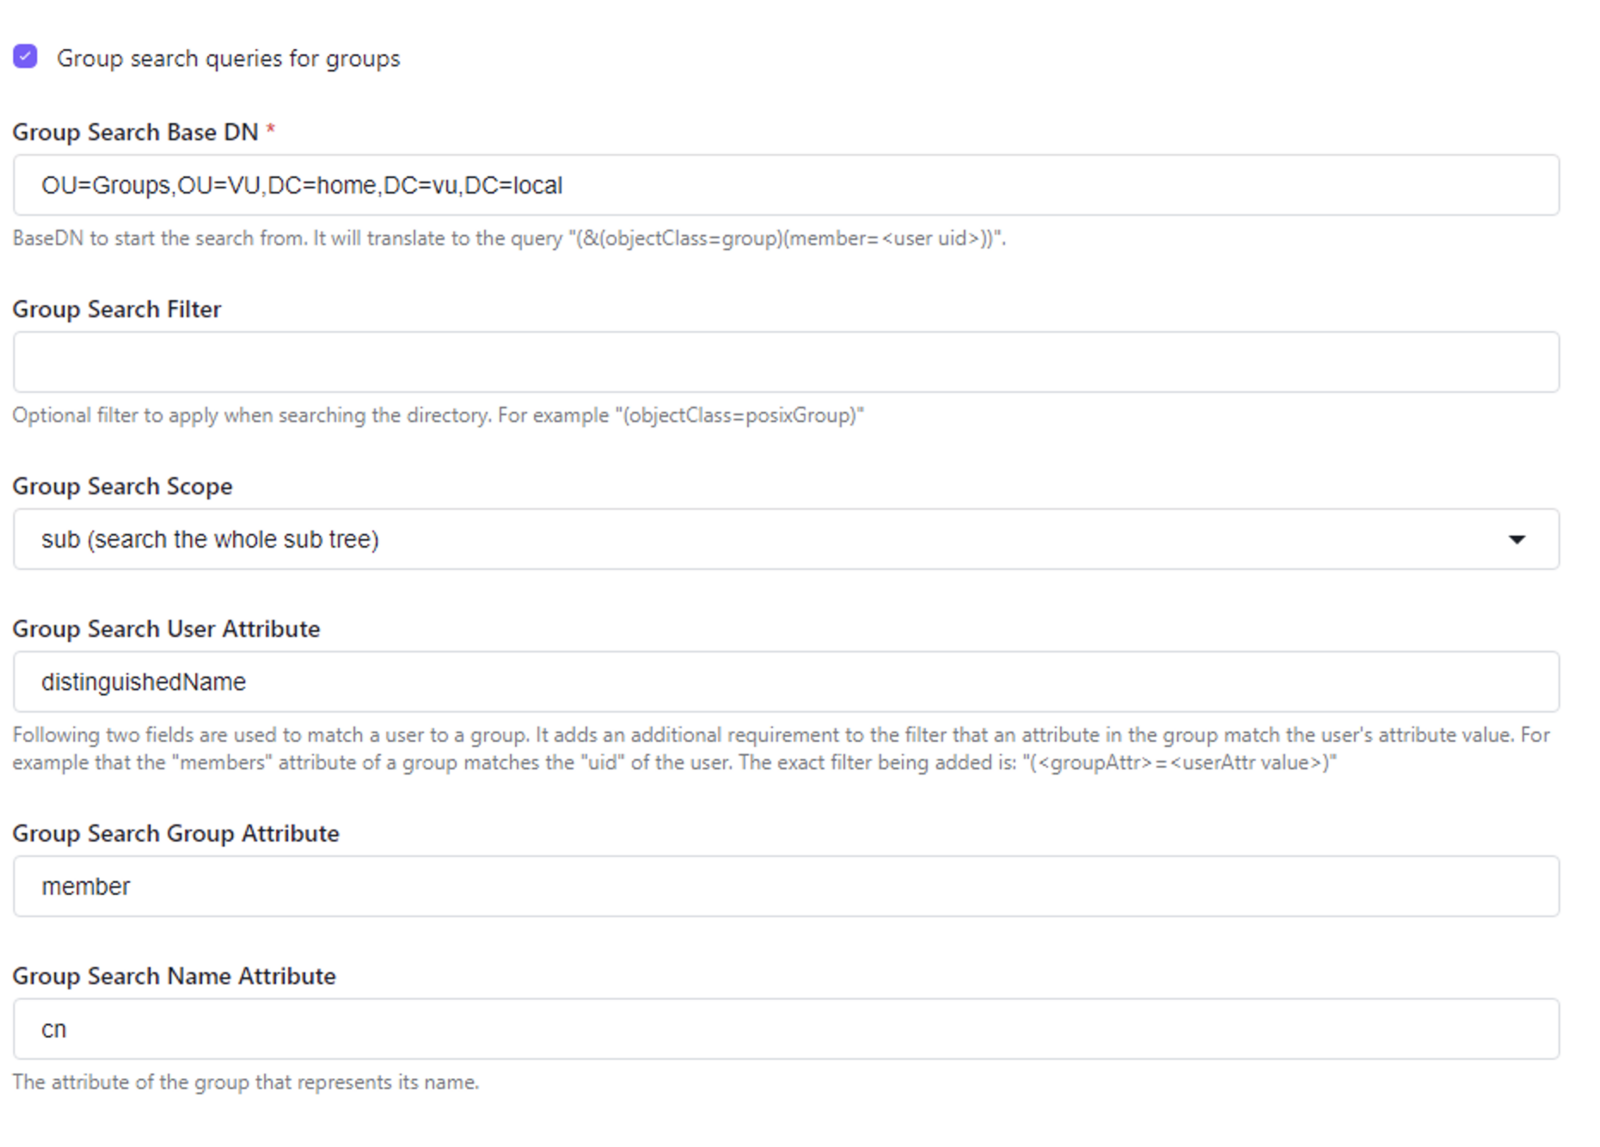 Group search queries for groups
Group Search Base DN *
OU=Groups,OU=VU,DC=home,DC=vu,DC=local
BaseDN to start the search from. It will translate to the query "(&(objectClass=group)(member=<user uid>))".
Group Search Filter
Optional filter to apply when searching the directory. For example "(objectClass=posixGroup)"
Group Search Scope
sub (search the whole sub tree)
Group Search User Attribute
distinguishedName
Following two fields are used to match a user to a group. It adds an additional requirement to the filter that an attribute in the group match the user's attribute value. For
example that the "members" attribute of a group matches the "uid" of the user. The exact filter being added is: "(<groupAttr>=<userAttr value>)"
Group Search Group Attribute
member
Group Search Name Attribute
cn
The attribute of the group that represents its name.